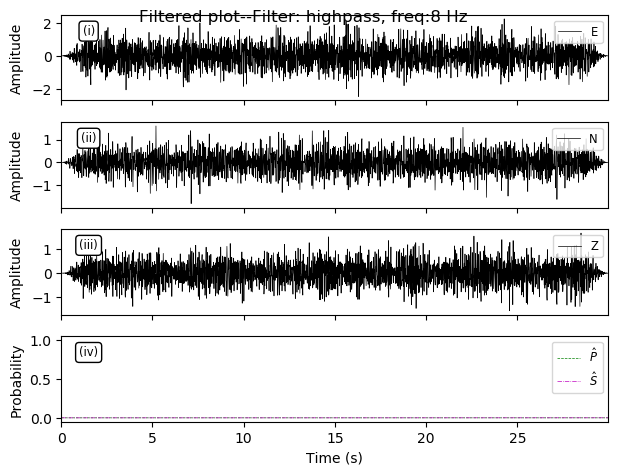 Filtered plot--Filter: highpass, freq:8 Hz
(i)
E
2
0
−2
Amplitude
(ii)
N
1
0
−1
Amplitude
(iii)
Z
1
0
−1
Amplitude
(iv)
P̂
Ŝ
1.0
0.5
0.0
Probability
0 5 10 15 20 25
Time (s)